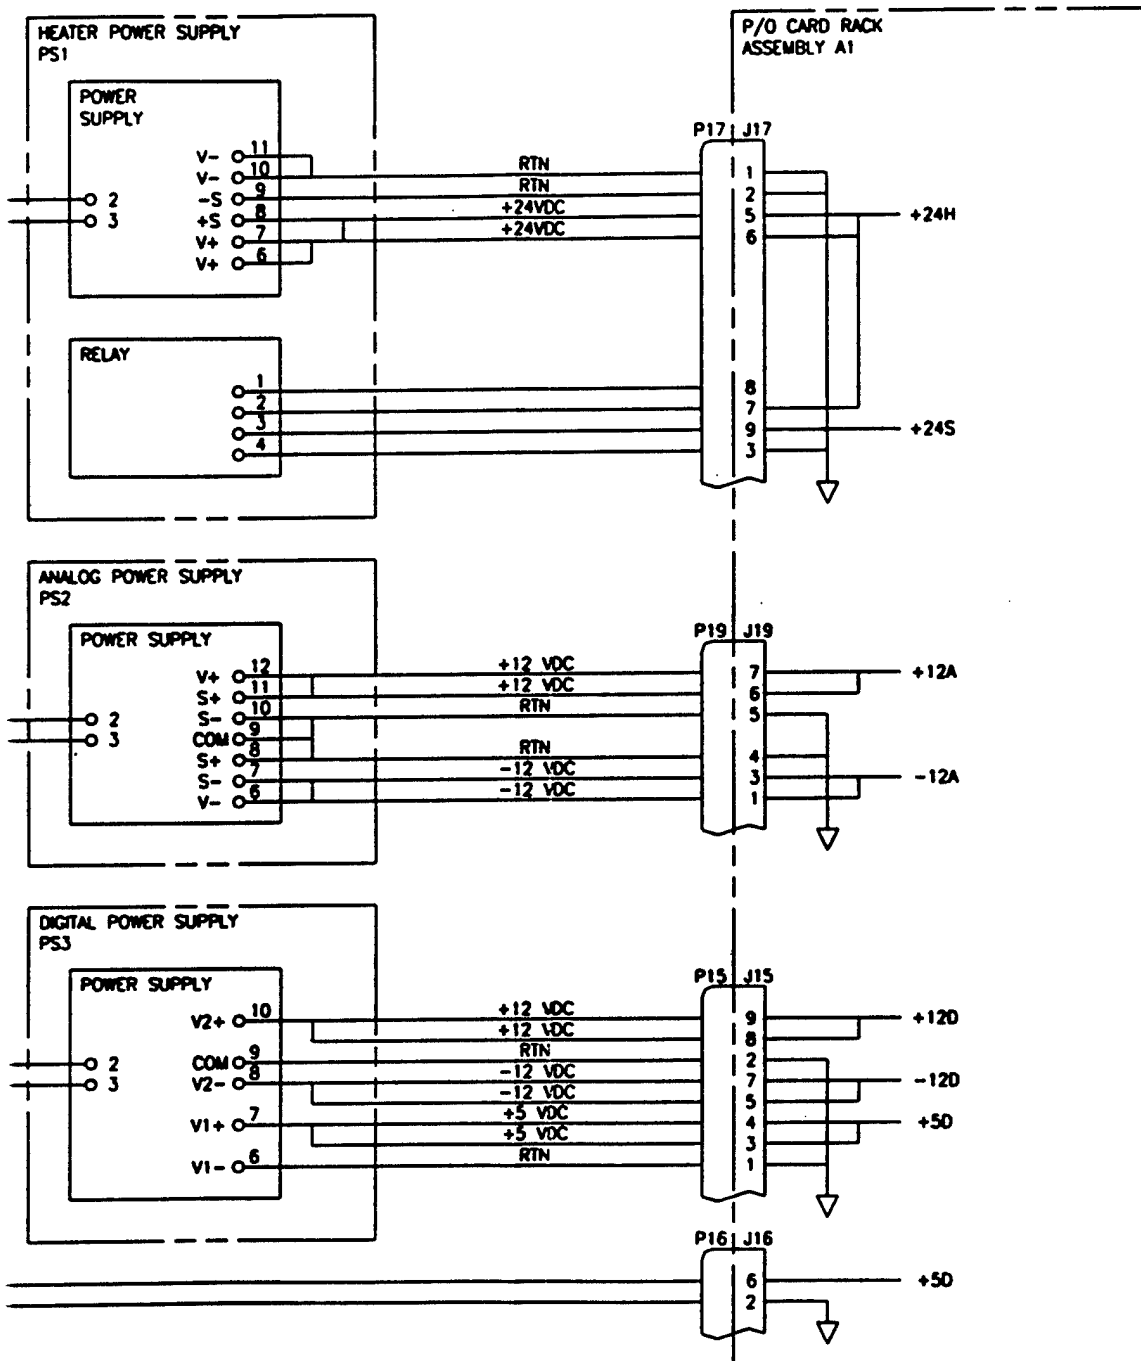 HEATER POWER SUPPLY
PS1
P/O CARD RACK
ASSEMBLY A1
POWER
SUPPLY
P17 J17
V- 11
V- 10 RTN 1
2 -S 9 RTN 2
3 +S 8 +24VDC 5 +24H
V+ 7 +24VDC 6
V+ 6
RELAY
1 8
2 7
3 9 +24S
4 3
ANALOG POWER SUPPLY
PS2
POWER SUPPLY
P19 J19
V+ 12 +12 VDC 7 +12A
S+ 11 +12 VDC 6
2 S- 10 RTN 5
3 COM 9
S+ 8 RTN 4
S- 7 -12 VDC 3 -12A
V- 6 -12 VDC 1
DIGITAL POWER SUPPLY
PS3
POWER SUPPLY
P15 J15
V2+ 10 +12 VDC 9 +12D
+12 VDC 8
2 COM 9 RTN 2
3 V2- 8 -12 VDC 7 -12D
-12 VDC 5
V1+ 7 +5 VDC 4 +5D
+5 VDC 3
V1- 6 RTN 1
P16 J16
6 +5D
2